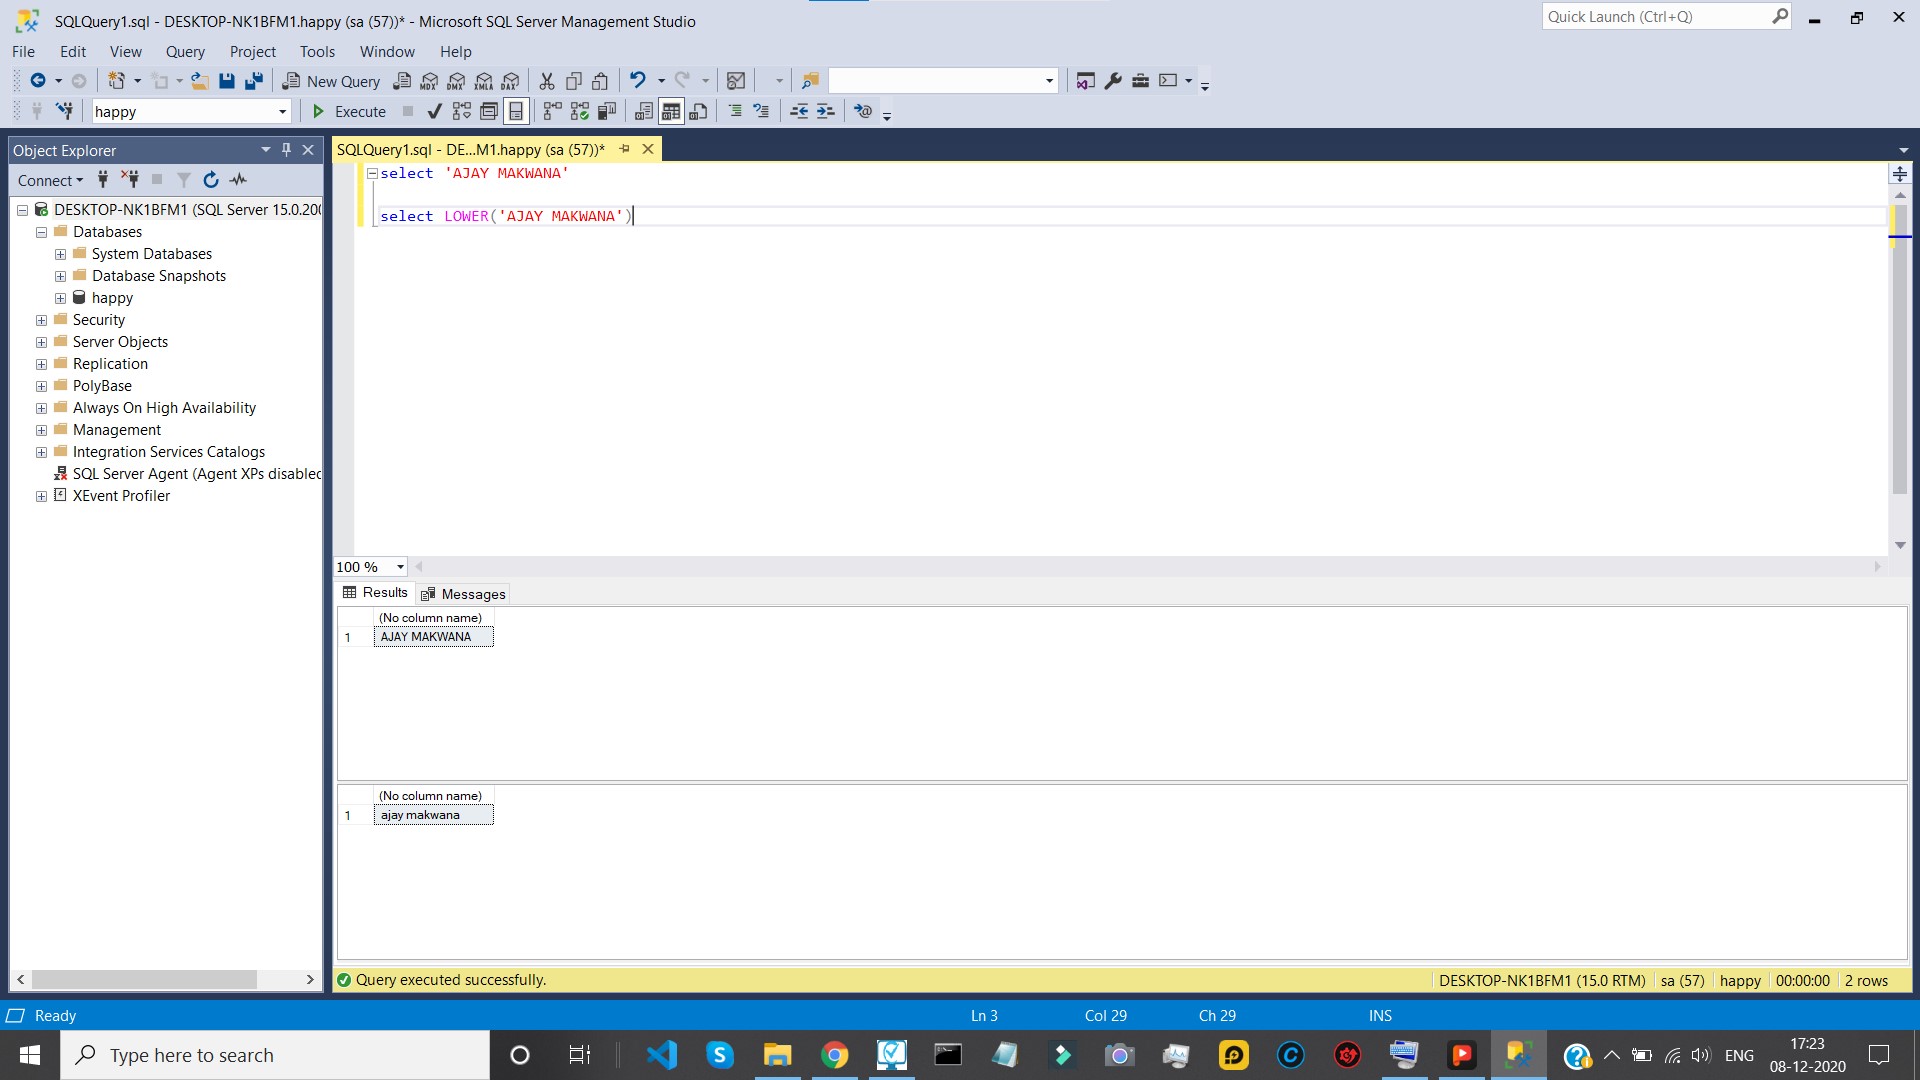 SQLQuery1.sql - DESKTOP-NK1BFM1.happy (sa (57))* - Microsoft SQL Server Management Studio
Quick Launch (Ctrl+Q)
File Edit View Query Project Tools Window Help
New Query MDX DMX XMLA DAX
happy Execute
Object Explorer
SQLQuery1.sql - DE...M1.happy (sa (57))*
Connect
DESKTOP-NK1BFM1 (SQL Server 15.0.200
Databases
System Databases
Database Snapshots
happy
Security
Server Objects
Replication
PolyBase
Always On High Availability
Management
Integration Services Catalogs
SQL Server Agent (Agent XPs disabled
XEvent Profiler
select 'AJAY MAKWANA'
select LOWER('AJAY MAKWANA')
100 %
Results Messages
(No column name)
1 AJAY MAKWANA
(No column name)
1 ajay makwana
Query executed successfully. DESKTOP-NK1BFM1 (15.0 RTM) sa (57) happy 00:00:00 2 rows
Ready Ln 3 Col 29 Ch 29 INS
Type here to search
ENG
17:23
08-12-2020